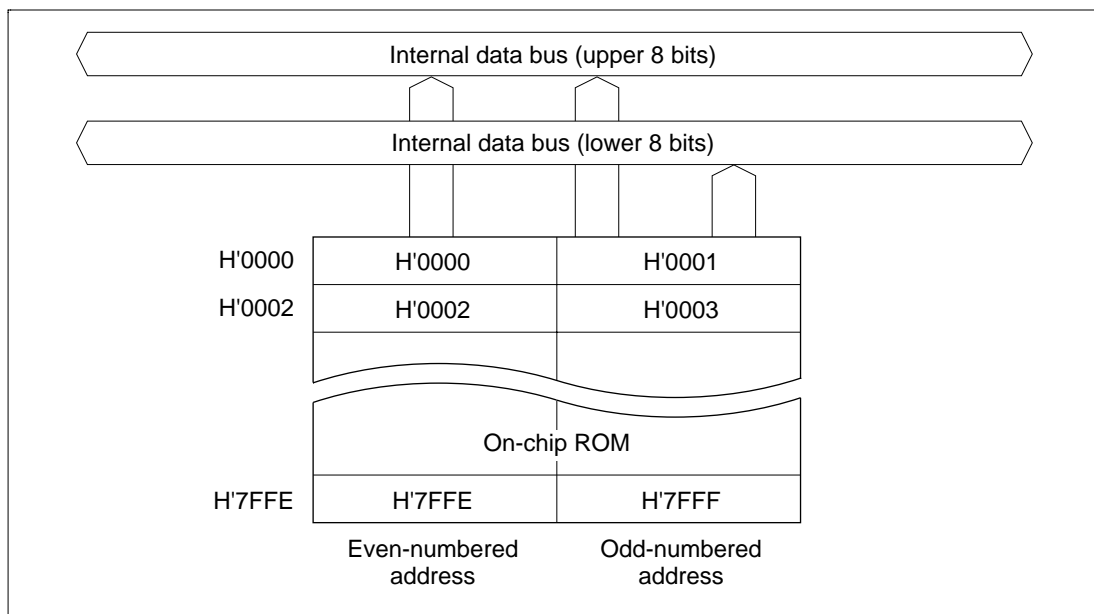 Internal data bus (upper 8 bits)
Internal data bus (lower 8 bits)
H'0000 H'0000 H'0001
H'0002 H'0002 H'0003
On-chip ROM
H'7FFE H'7FFE H'7FFF
Even-numbered address
Odd-numbered address